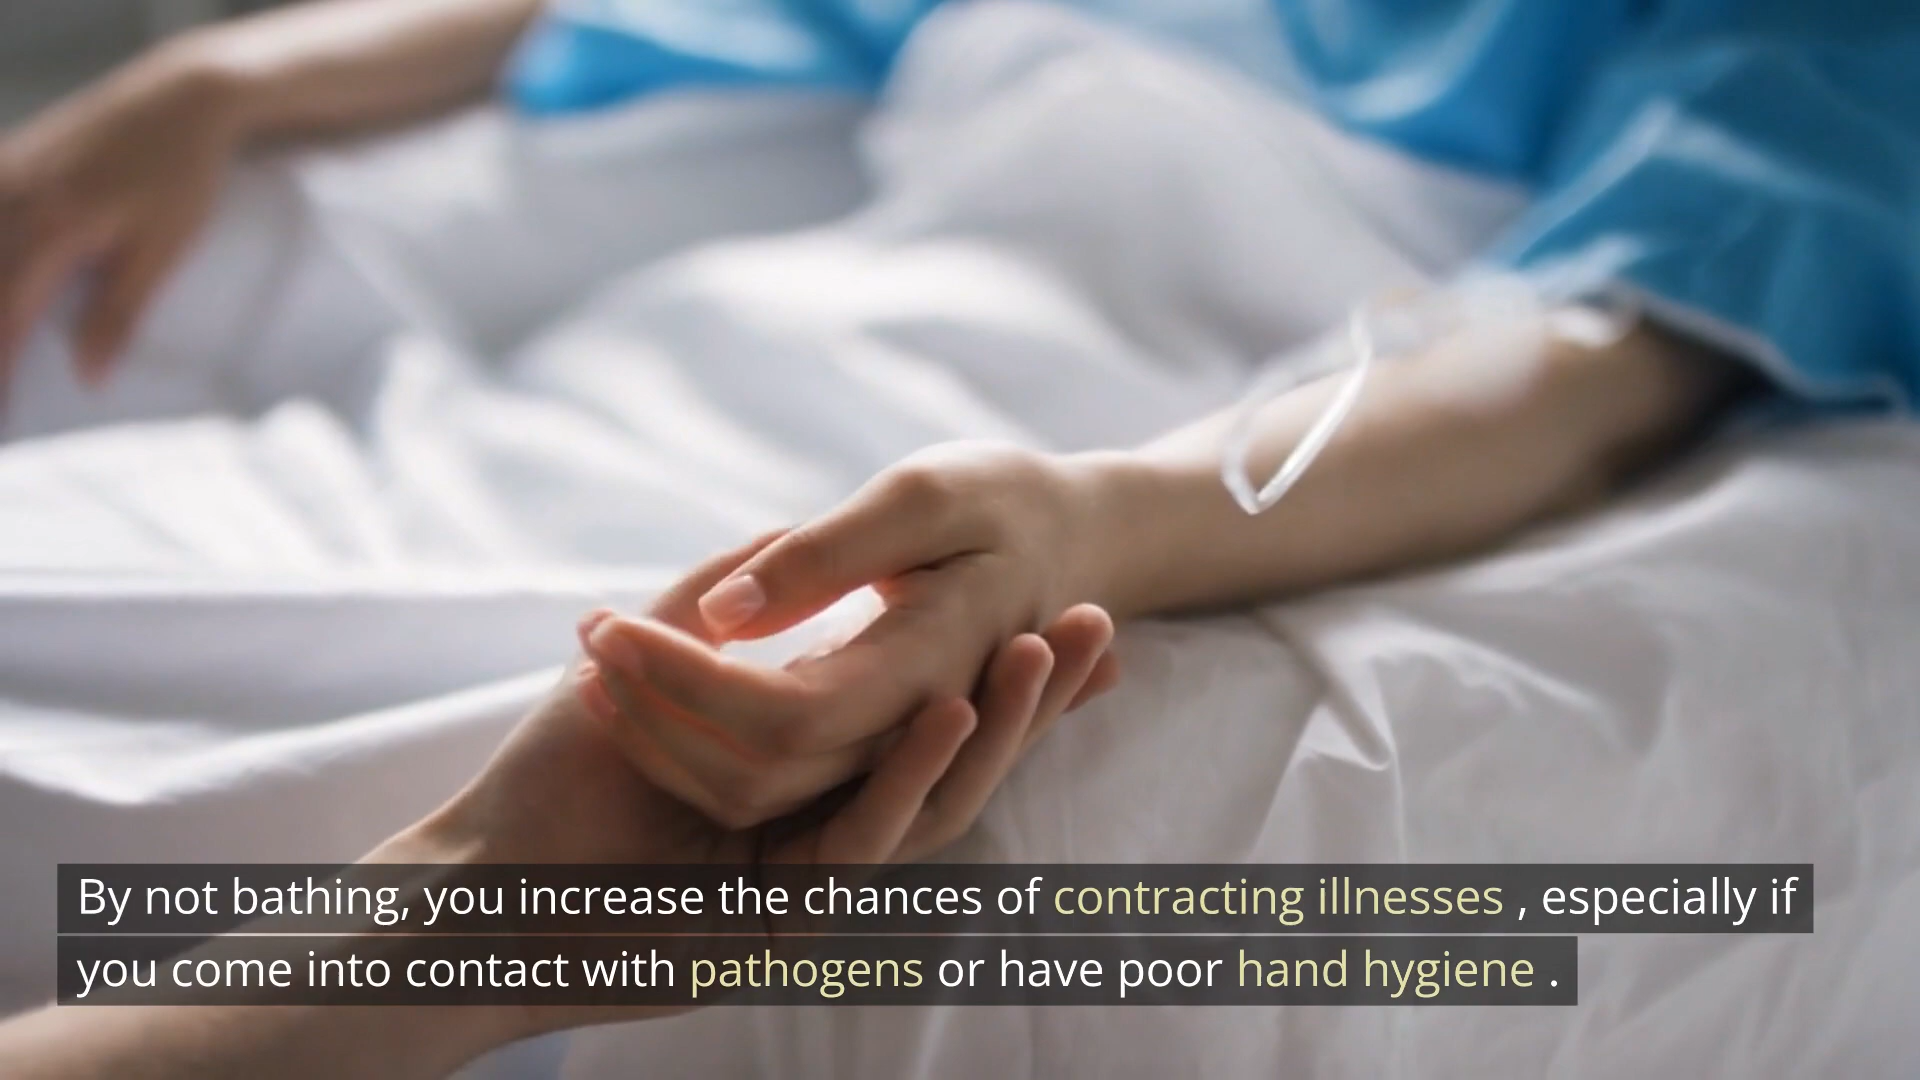 By not bathing, you increase the chances of contracting illnesses , especially if
you come into contact with pathogens or have poor hand hygiene .